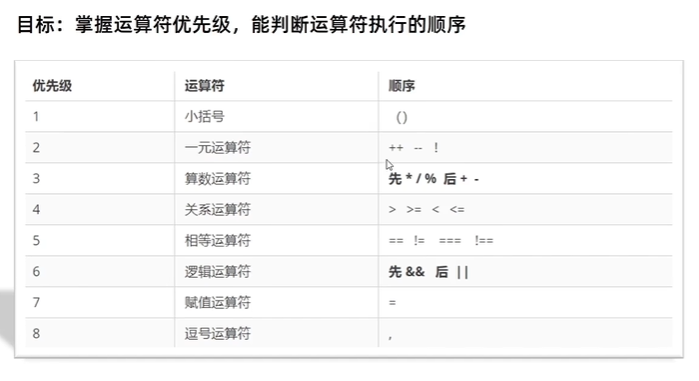 目标：掌握运算符优先级，能判断运算符执行的顺序
优先级 运算符 顺序
1 小括号 ()
2 一元运算符 ++ -- !
3 算数运算符 先 * / % 后 + -
4 关系运算符 > >= < <=
5 相等运算符 == != === !==
6 逻辑运算符 先 && 后 ||
7 赋值运算符 =
8 逗号运算符 ,